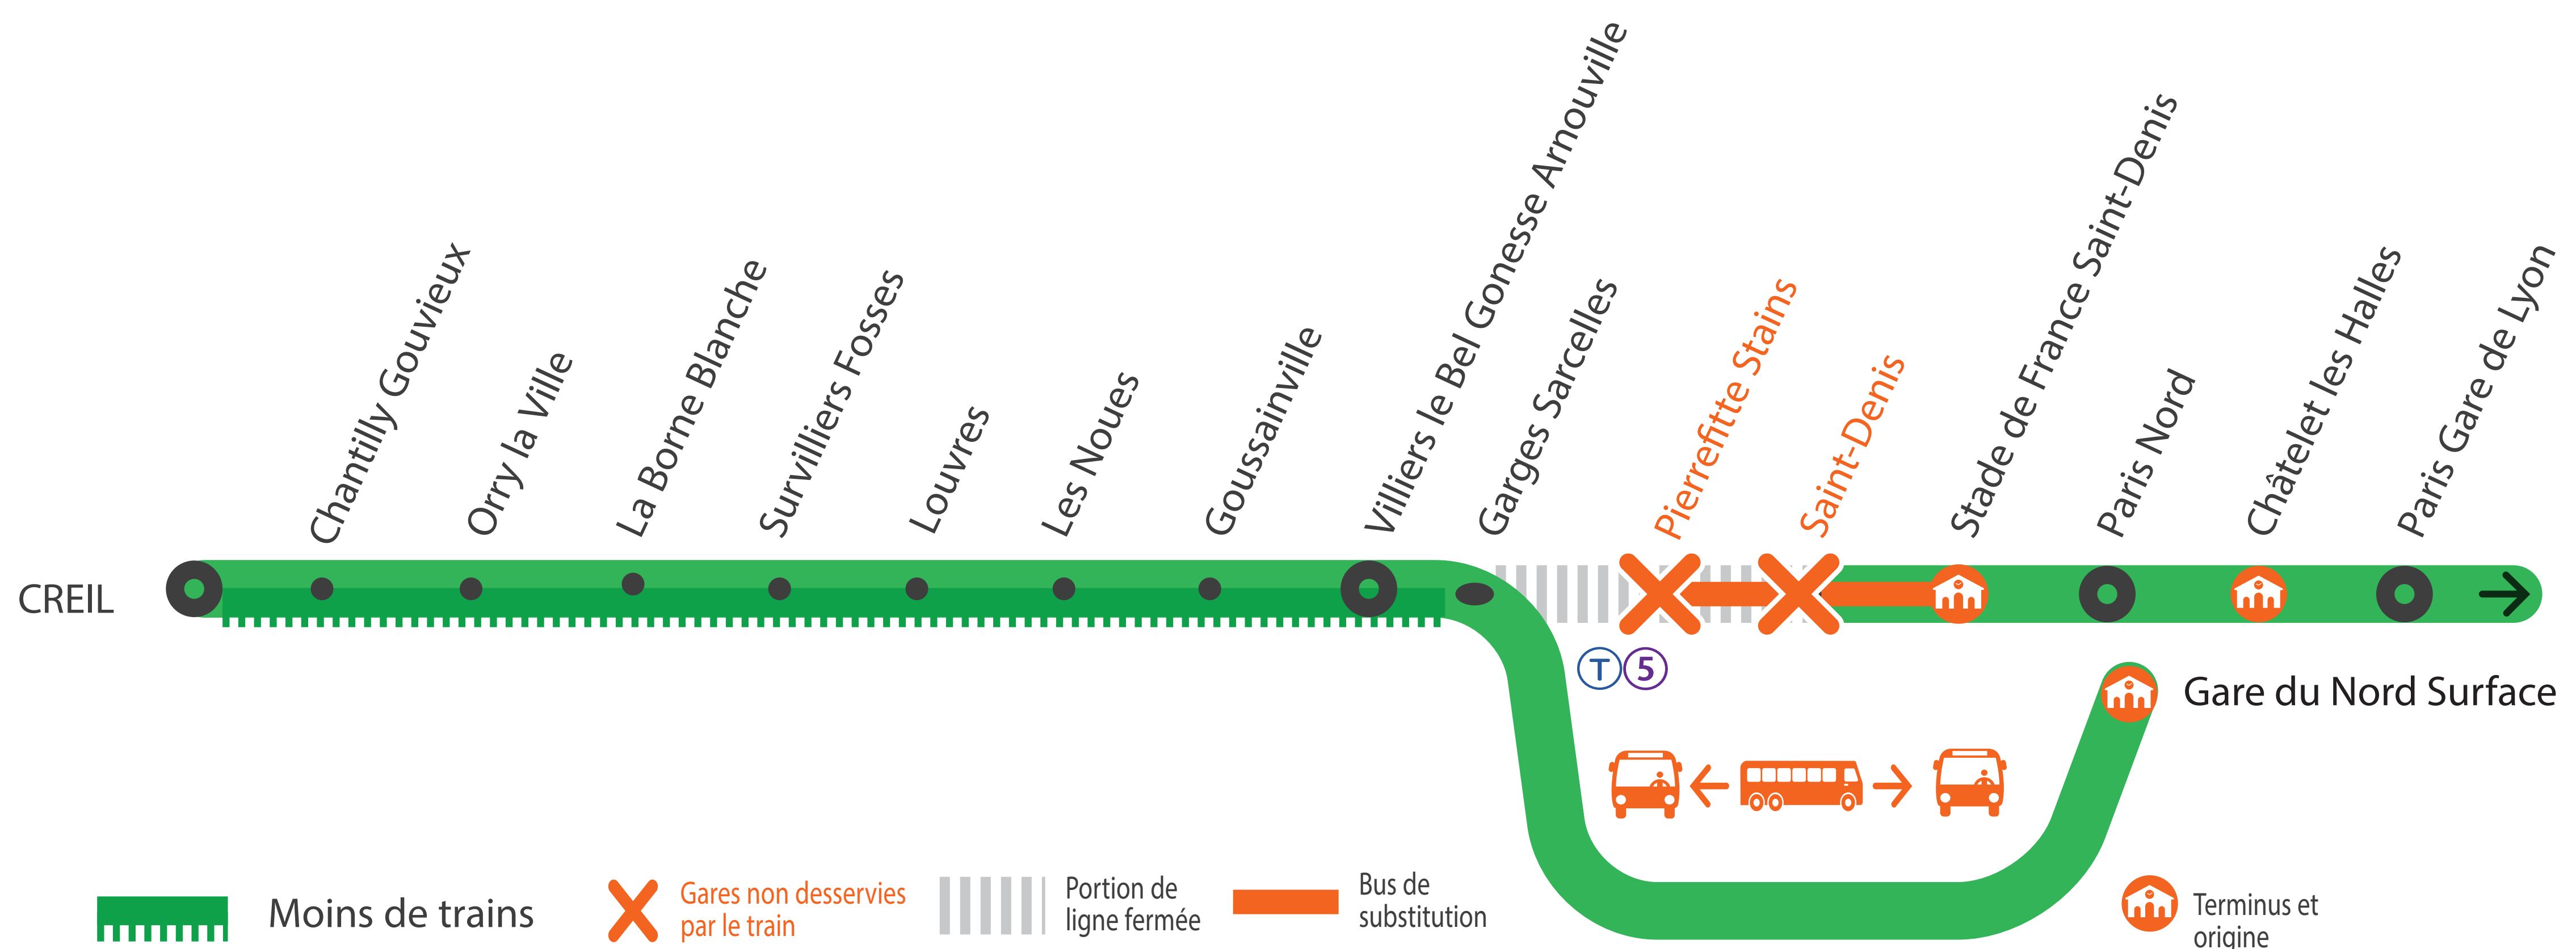 CREIL
Chantilly Gouvieux
Orry la Ville
La Borne Blanche
Survilliers Fosses
Louvres
Les Noues
Goussainville
Villiers le Bel Gonesse Arnouville
Garges Sarcelles
Pierrefitte Stains
Saint-Denis
Stade de France Saint-Denis
Paris Nord
Châtelet les Halles
Paris Gare de Lyon
T 5
Gare du Nord Surface
Moins de trains
Gares non desservies
par le train
Portion de
ligne fermée
Bus de
substitution
Terminus et
origine